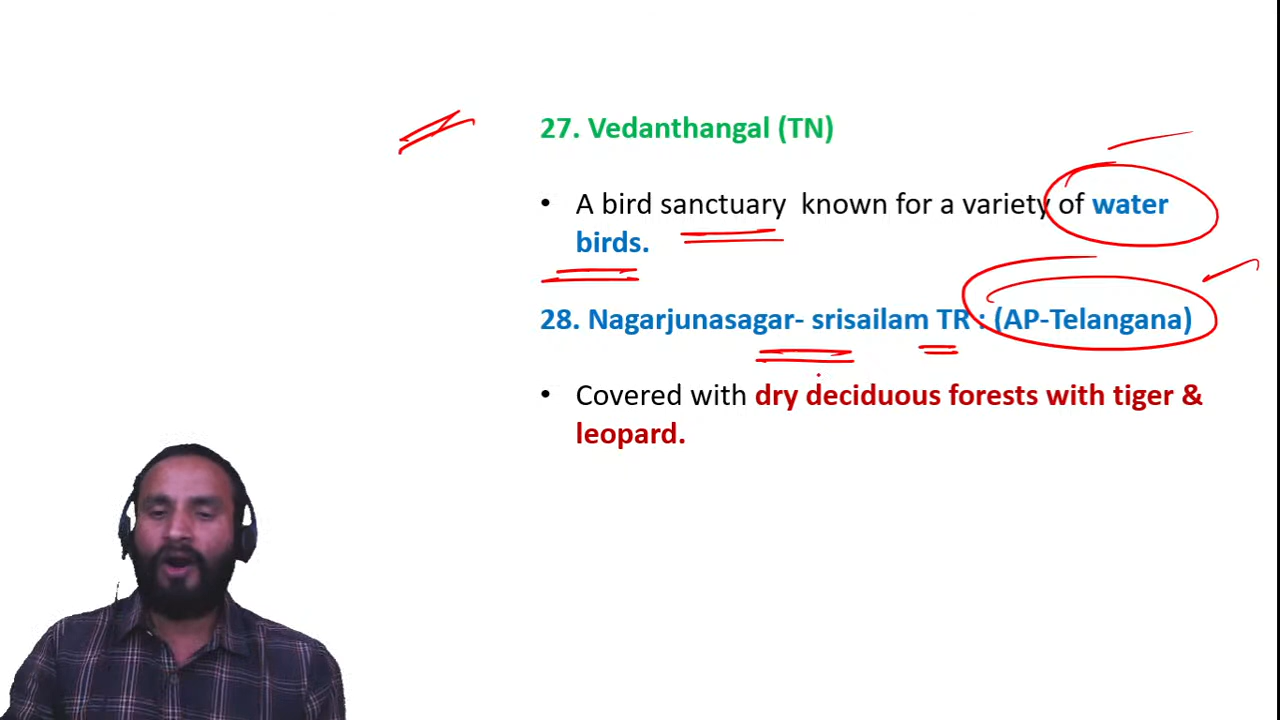 27. Vedanthangal (TN)
• A bird sanctuary known for a variety of water
birds.
28. Nagarjunasagar- srisailam TR : (AP-Telangana)
• Covered with dry deciduous forests with tiger &
leopard.